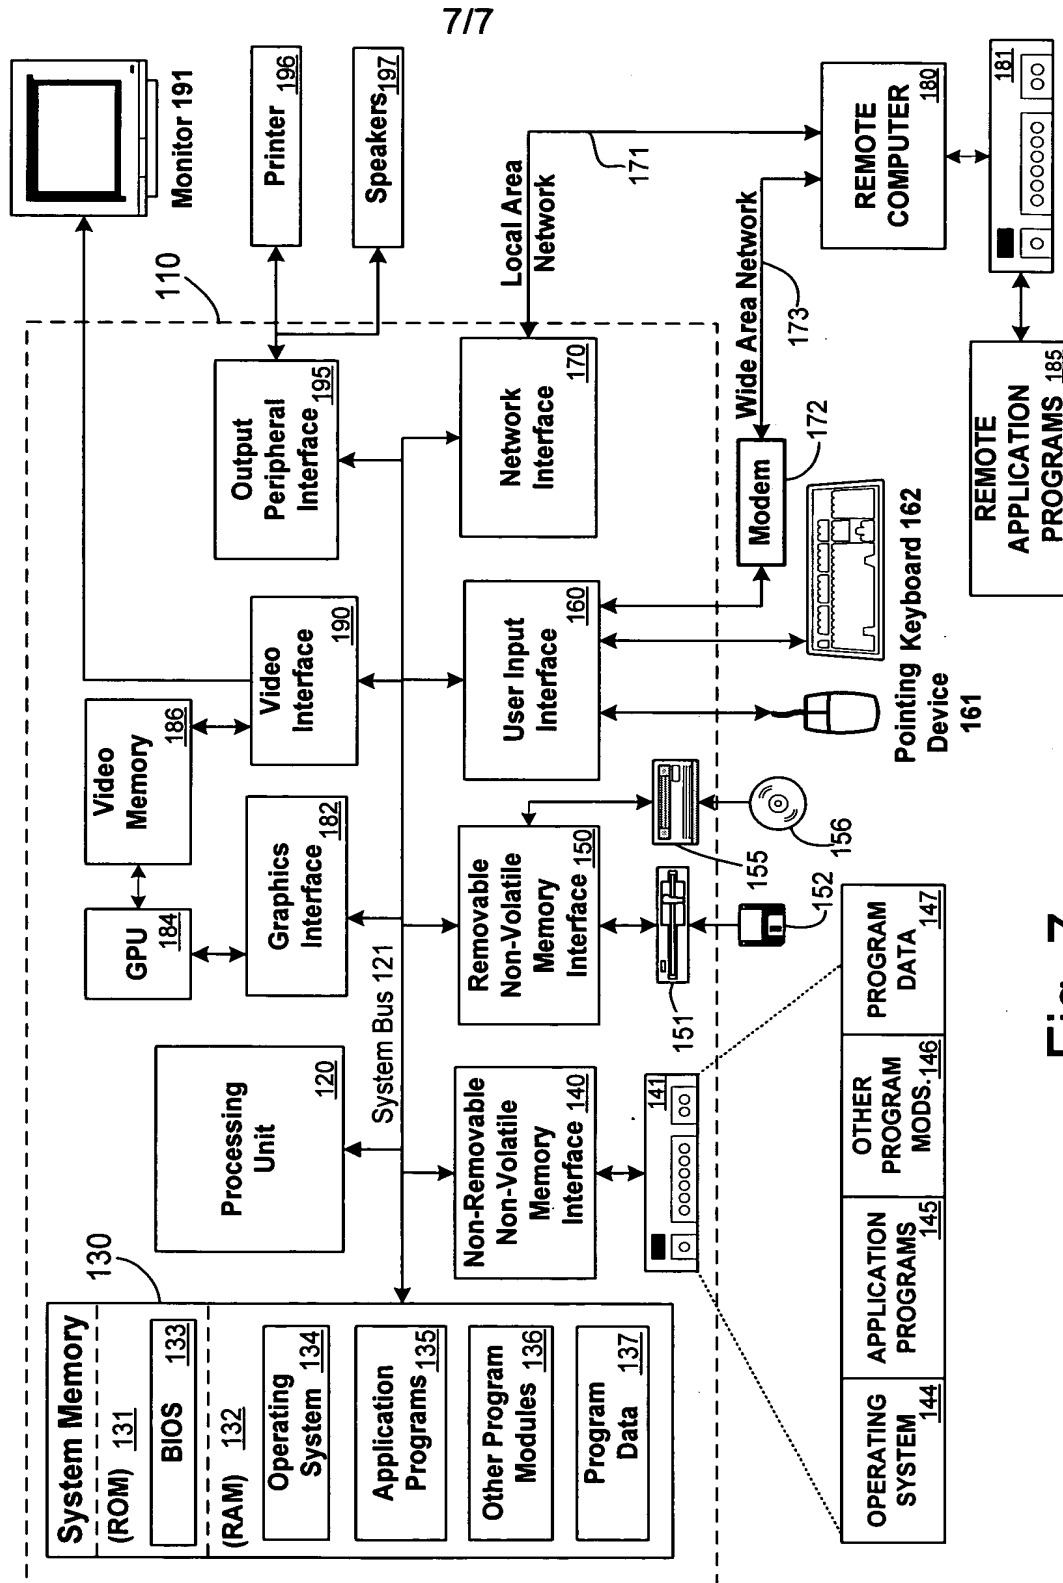 7/7
System Memory
130
(ROM) 131
BIOS 133
(RAM) 132
Operating
System 134
Application
Programs 135
Other Program
Modules 136
Program
Data 137
Processing
Unit
120
System Bus 121
GPU
184
Video
Memory
186
Graphics
Interface 182
Video
Interface 190
Output
Peripheral
Interface 195
110
Monitor 191
Printer
196
Speakers 197
Non-Removable
Non-Volatile
Memory
Interface 140
Removable
Non-Volatile
Memory
Interface 150
User Input
Interface
160
Network
Interface
170
Local Area
Network
171
Wide Area Network
173
Modem
172
141
151
152
155
156
Pointing
Device
161
Keyboard 162
REMOTE
COMPUTER
180
181
REMOTE
APPLICATION
PROGRAMS 185
OPERATING
SYSTEM
144
APPLICATION
PROGRAMS
145
OTHER
PROGRAM
MODS. 146
PROGRAM
DATA
147